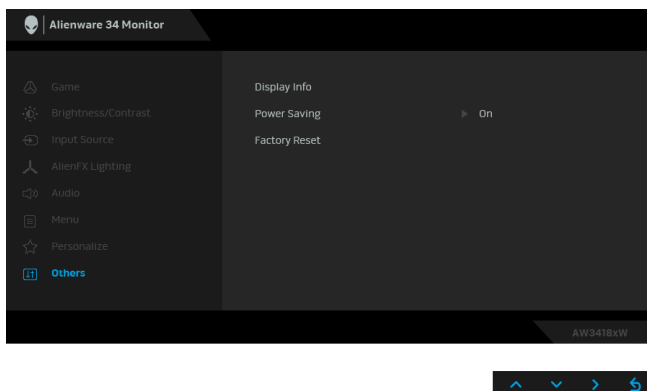 Alienware 34 Monitor
Game
Display Info
Brightness/Contrast
Power Saving
On
Input Source
Factory Reset
AlienFX Lighting
Audio
Menu
Personalize
Others
AW3418xW